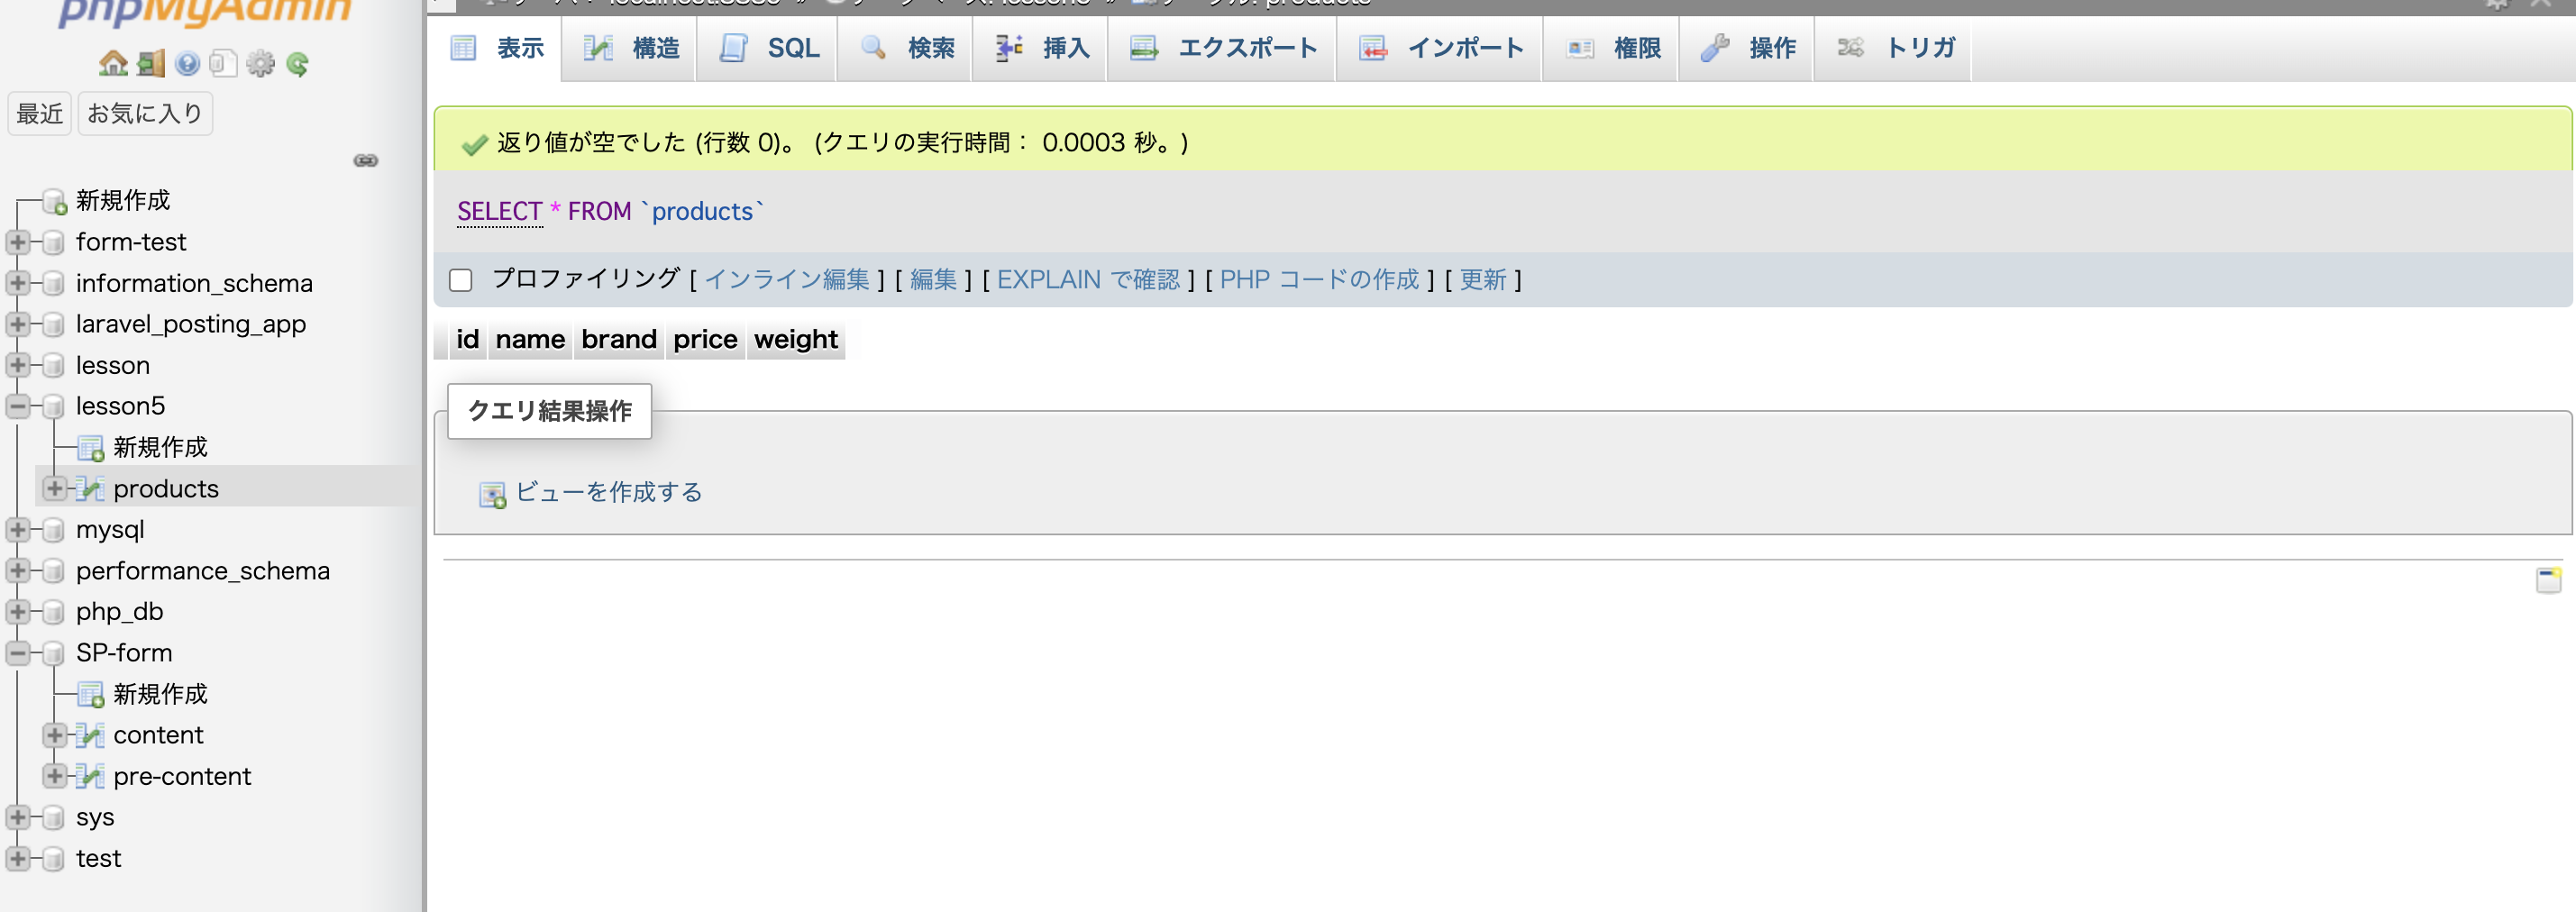 phpMyAdmin
最近 お気に入り
新規作成
form-test
information_schema
laravel_posting_app
lesson
lesson5
新規作成
products
mysql
performance_schema
php_db
SP-form
新規作成
content
pre-content
sys
test
表示 構造 SQL 検索 挿入 エクスポート インポート 権限 操作 トリガ
返り値が空でした (行数 0)。 (クエリの実行時間： 0.0003 秒。)
SELECT * FROM `products`
プロファイリング [ インライン編集 ] [ 編集 ] [ EXPLAIN で確認 ] [ PHP コードの作成 ] [ 更新 ]
id name brand price weight
クエリ結果操作
ビューを作成する